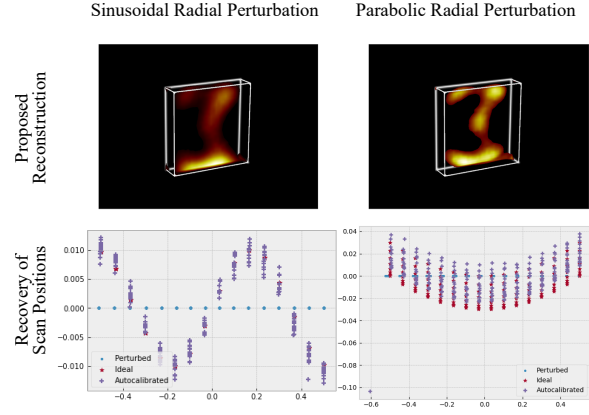 Sinusoidal Radial Perturbation
Parabolic Radial Perturbation
Proposed
Reconstruction
Recovery of
Scan Positions
0.010
0.005
0.000
−0.005
−0.010
−0.4
−0.2
0.0
0.2
0.4
Perturbed
Ideal
Autocalibrated
0.04
0.02
0.00
−0.02
−0.04
−0.06
−0.08
−0.10
−0.6
−0.4
−0.2
0.0
0.2
0.4
Perturbed
Ideal
Autocalibrated